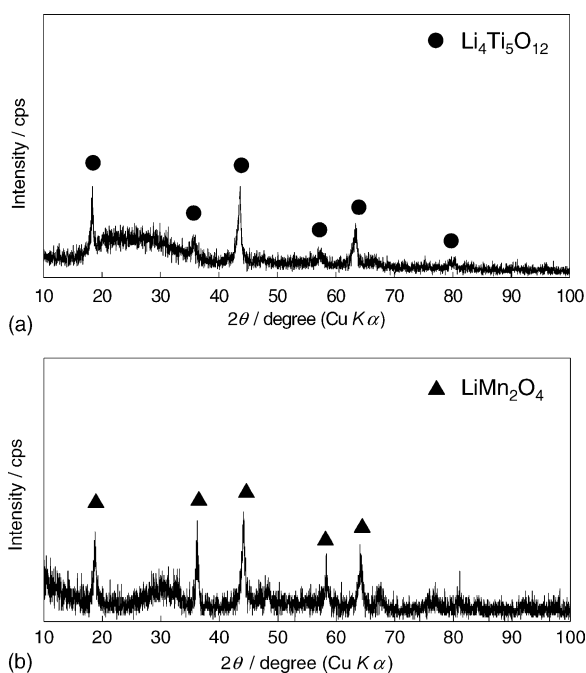 ● Li₄Ti₅O₁₂
Intensity / cps
10 20 30 40 50 60 70 80 90 100
2θ / degree (Cu Kα)
(a)
▲ LiMn₂O₄
Intensity / cps
10 20 30 40 50 60 70 80 90 100
2θ / degree (Cu Kα)
(b)